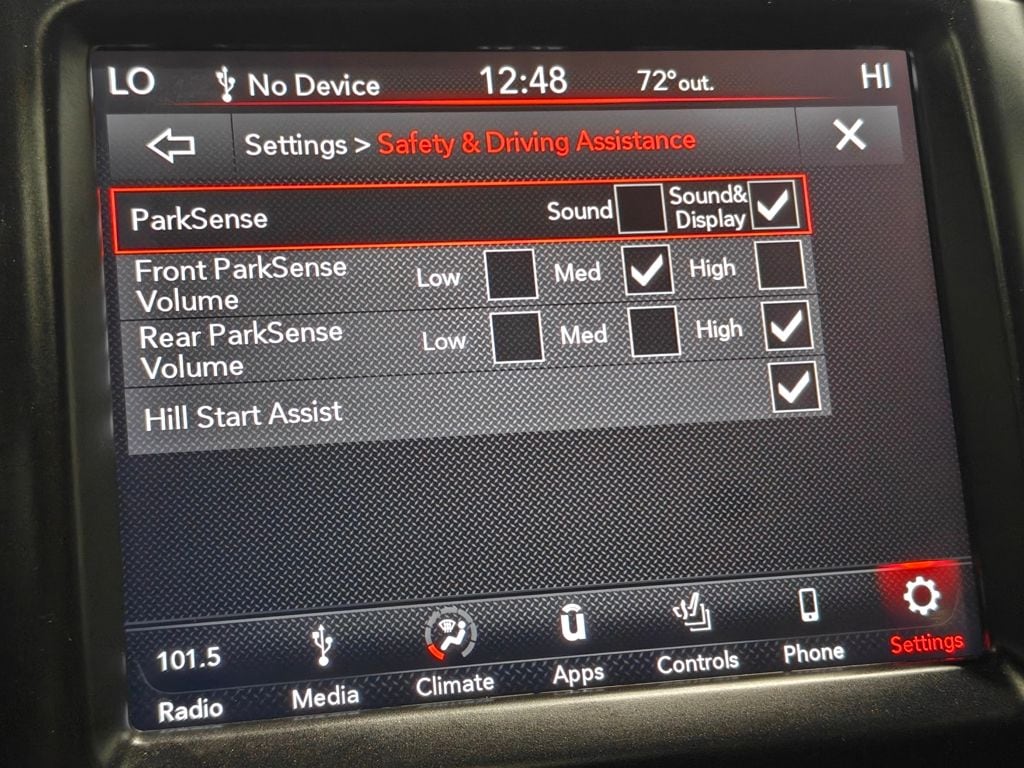 LO No Device 12:48 72° out. HI
Settings > Safety & Driving Assistance
ParkSense Sound Sound& Display
Front ParkSense Volume Low Med High
Rear ParkSense Volume Low Med High
Hill Start Assist
101.5
Radio Media Climate Apps Controls Phone Settings